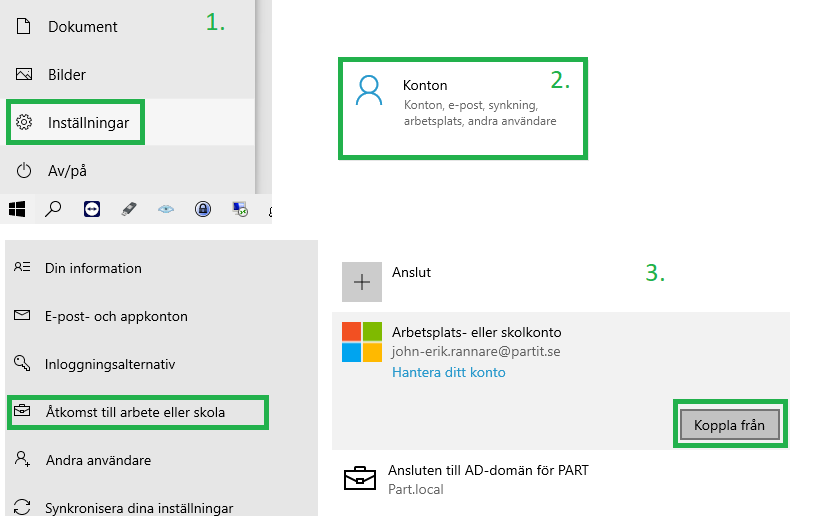 Dokument
1.
Bilder
Inställningar
Av/på
Konton
2.
Konton, e-post, synkning,
arbetsplats, andra användare
Din information
E-post- och appkonton
Inloggningsalternativ
Åtkomst till arbete eller skola
Andra användare
Synkronisera dina inställningar
Anslut
3.
Arbetsplats- eller skolkonto
john-erik.rannare@partit.se
Hantera ditt konto
Koppla från
Ansluten till AD-domän för PART
Part.local